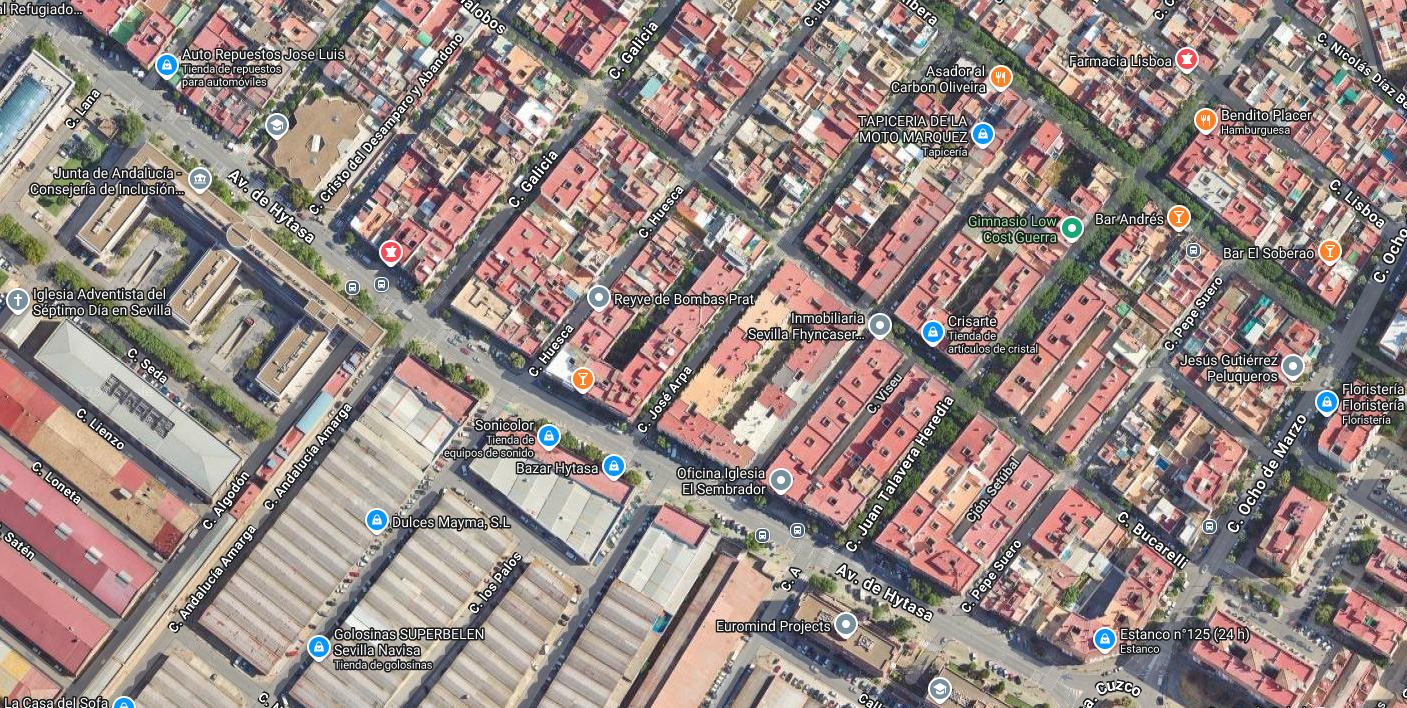 al Refugiado...
Auto Repuestos Jose Luis
Tienda de repuestos
para automóviles
C. Lana
C. Cristo del Desamparo y Abandono
C. Galicia
Asador al
Carbón Oliveira
Farmacia Lisboa
C. Nicolás Díaz
TAPICERIA DE LA
MOTO MARQUEZ
Tapicería
Bendito Placer
Hamburguesa
Junta de Andalucía -
Consejería de Inclusión...
Av. de Hytasa
C. Galicia
C. Huesca
C. Lisboa
Gimnasio Low
Cost Guerra
Bar Andrés
Bar El Soberao
C. Ocho
Iglesia Adventista del
Séptimo Día en Sevilla
Reyve de Bombas Prat
Inmobiliaria
Sevilla Fhyncaser...
Crisarte
Tienda de
artículos de cristal
C. Pepe Suero
C. Seda
C. Huesca
C. José Arpa
C. Viseu
Jesús Gutiérrez
Peluqueros
Floristería
Floristería
Floristería
C. Lienzo
C. Andalucía Amarga
Sonicolor
Tienda de
equipos de sonido
Bazar Hytasa
Oficina Iglesia
El Sembrador
C. Juan Talavera Heredia
Cjón. Setúbal
C. Ocho de Marzo
C. Loneta
C. Algodón
Dulces Mayma, S.L
C. Bucarelli
Satén
C. Andalucía Amarga
C. los Palos
C. A
Av. de Hytasa
C. Pepe Suero
Golosinas SUPERBELEN
Sevilla Navisa
Tienda de golosinas
Euromind Projects
Estanco n°125 (24 h)
Estanco
La Casa del Sofa
Cuzco